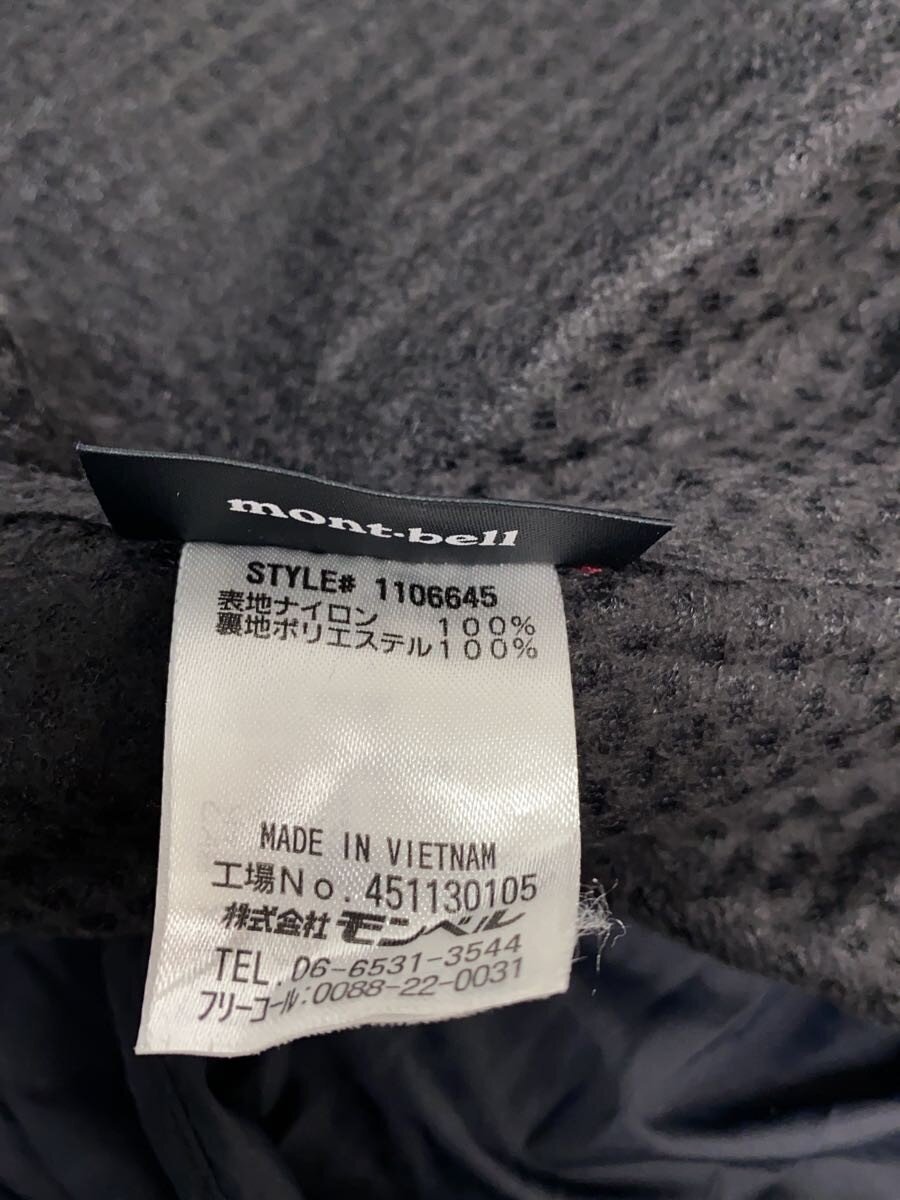 mont·bell
STYLE# 1106645
表地ナイロン 100%
裏地ポリエステル100%
MADE IN VIETNAM
工場No.451130105
株式会社モンベル
TEL.06-6531-3544
フリーコール:0088-22-0031